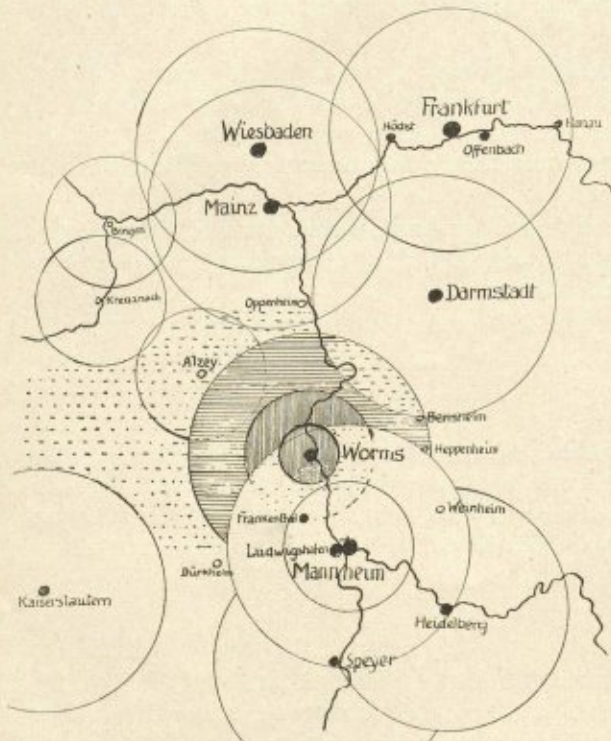 Frankfurt
Höchst
Hanau
Offenbach
Wiesbaden
Mainz
Bingen
Kreuznach
Oppenheim
Darmstadt
Alzey
Bensheim
Worms
Heppenheim
Weinheim
Frankenthal
Ludwigshafen
Mannheim
Dürkheim
Kaiserslautern
Heidelberg
Speyer